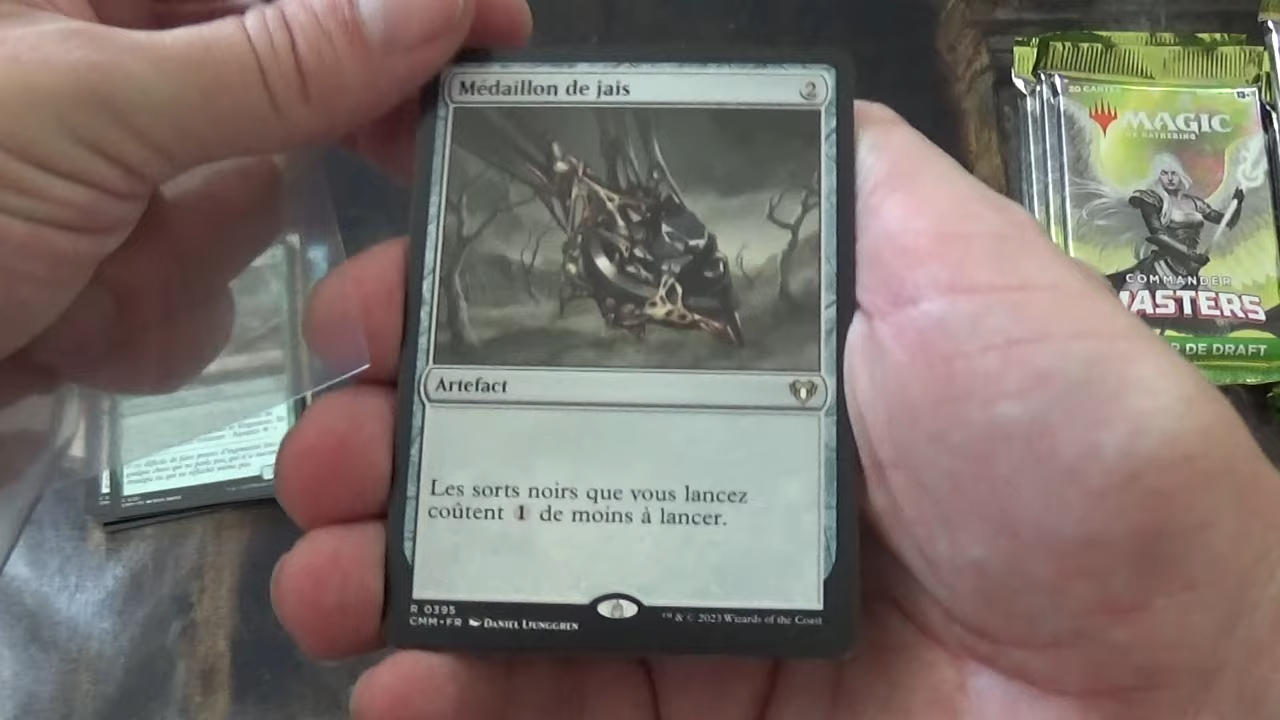 Médaillon de jais 2
Artefact
Les sorts noirs que vous lancez
coûtent 1 de moins à lancer.
R 0395
CMM • FR DANIEL LJUNGGREN
™ & © 2023 Wizards of the Coast
20 CARTES
MAGIC
THE GATHERING
COMMANDER
MASTERS
DE DRAFT